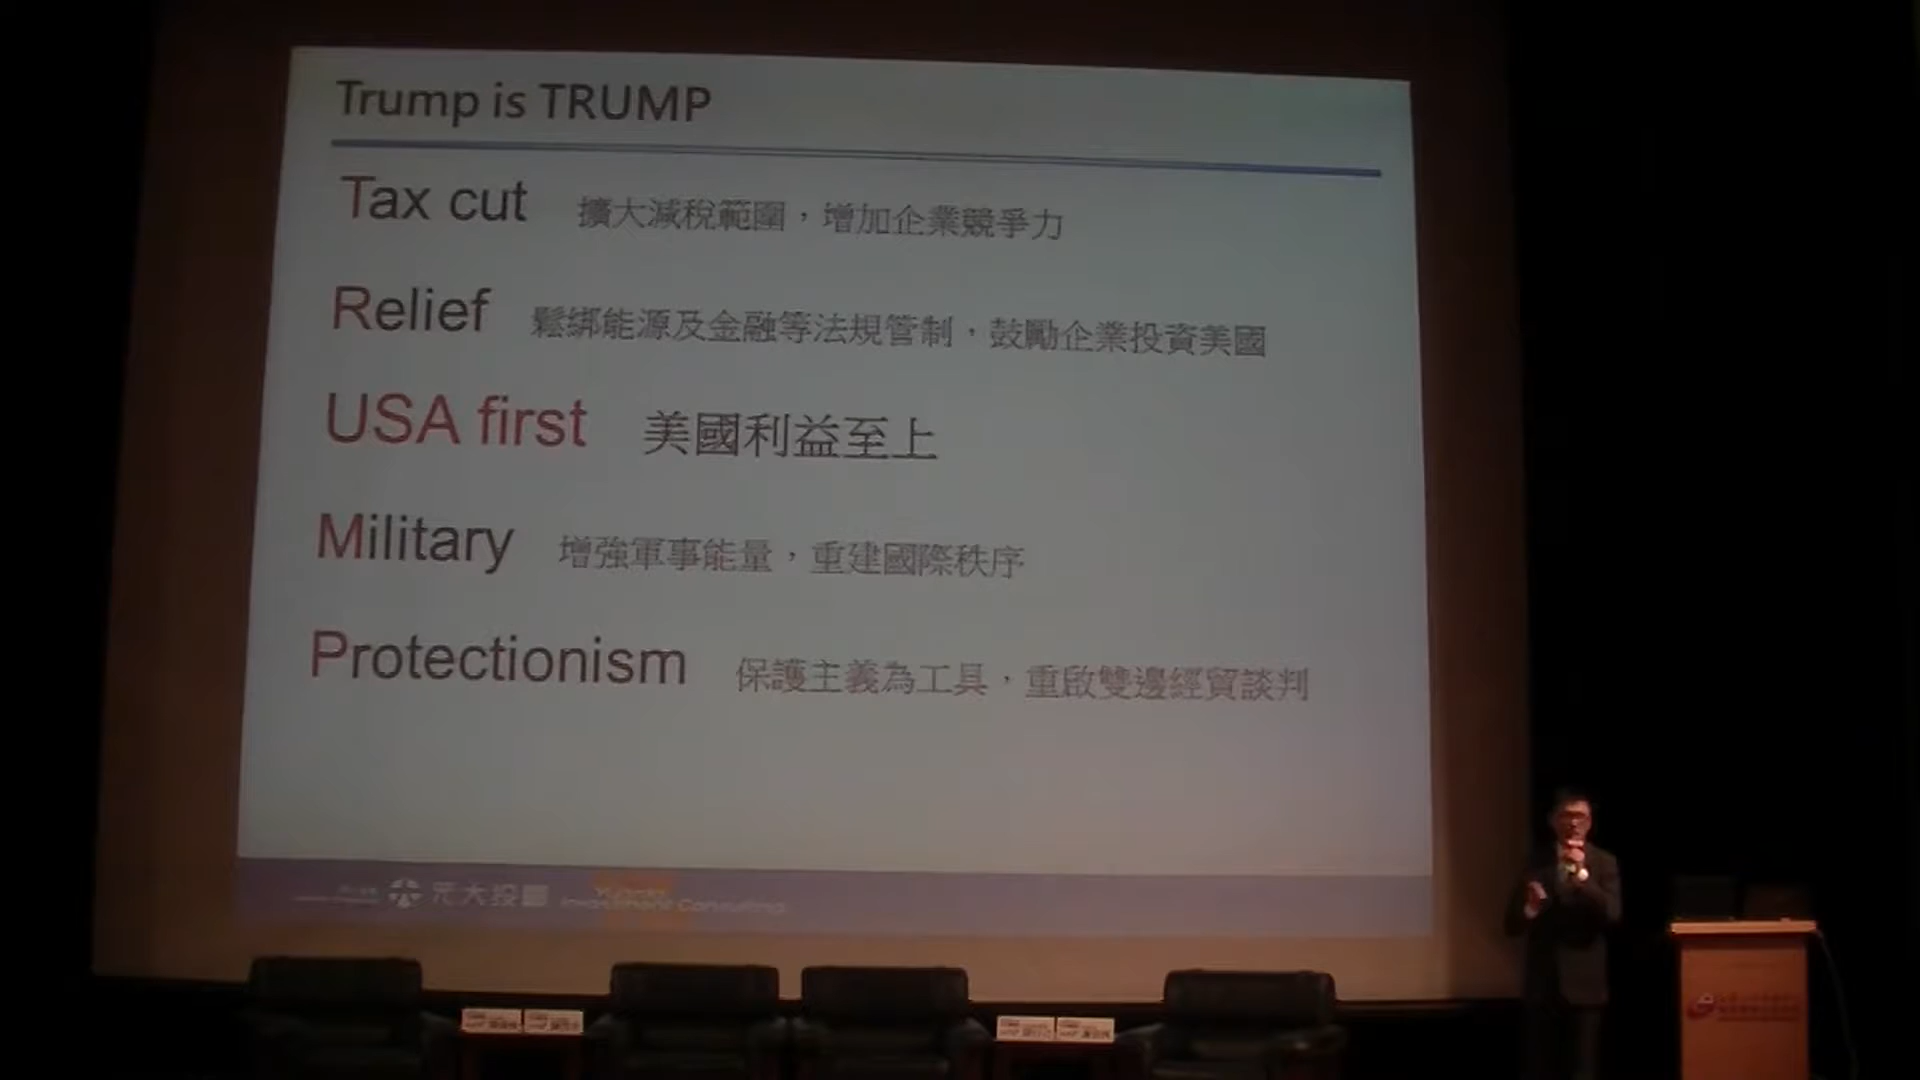 Trump is TRUMP
Tax cut 擴大減稅範圍，增加企業競爭力
Relief 鬆綁能源及金融等法規管制，鼓勵企業投資美國
USA first 美國利益至上
Military 增強軍事能量，重建國際秩序
Protectionism 保護主義為工具，重啟雙邊經貿談判
元大投顧 Yuanta Investment Consulting